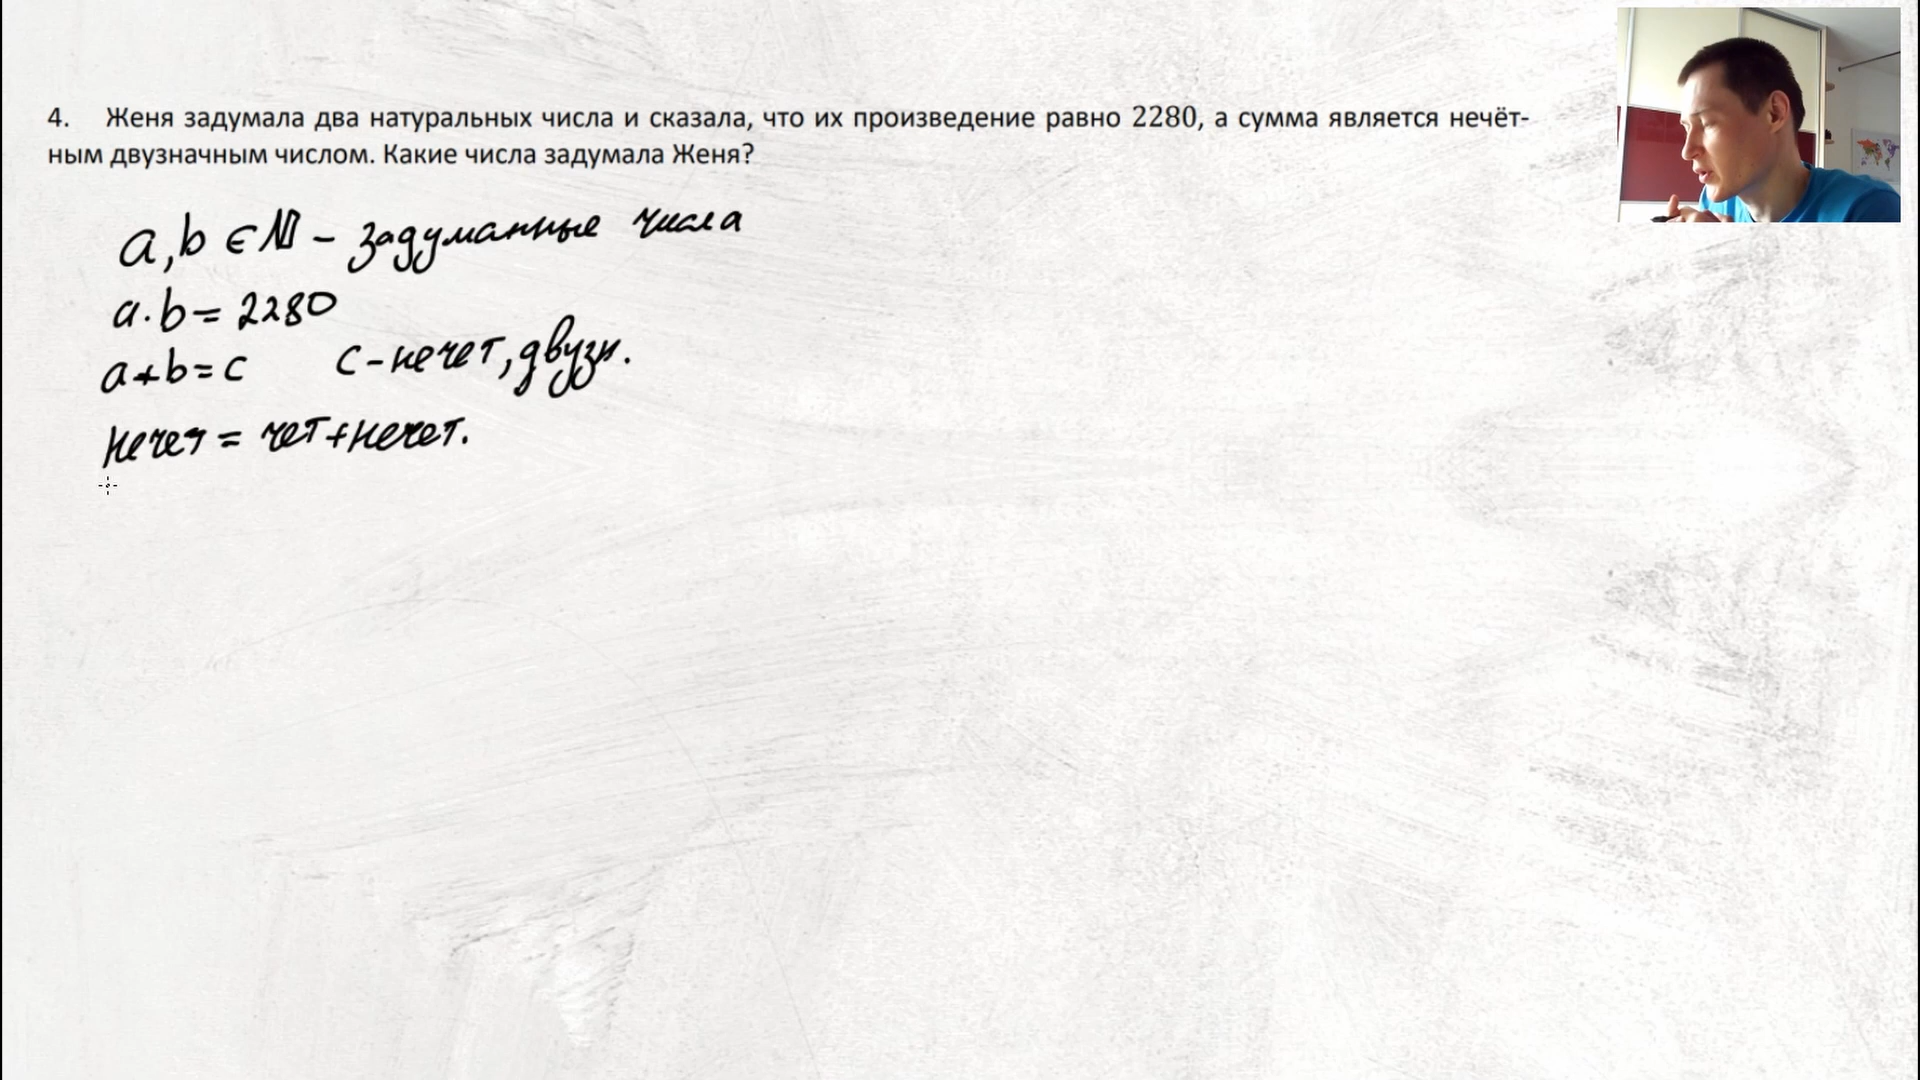 4. Женя задумала два натуральных числа и сказала, что их произведение равно 2280, а сумма является нечёт-
ным двузначным числом. Какие числа задумала Женя?
a, b ∈ ℕ - задуманные числа
a · b = 2280
a + b = c   c - нечет, двузн.
нечет = чет + нечет.